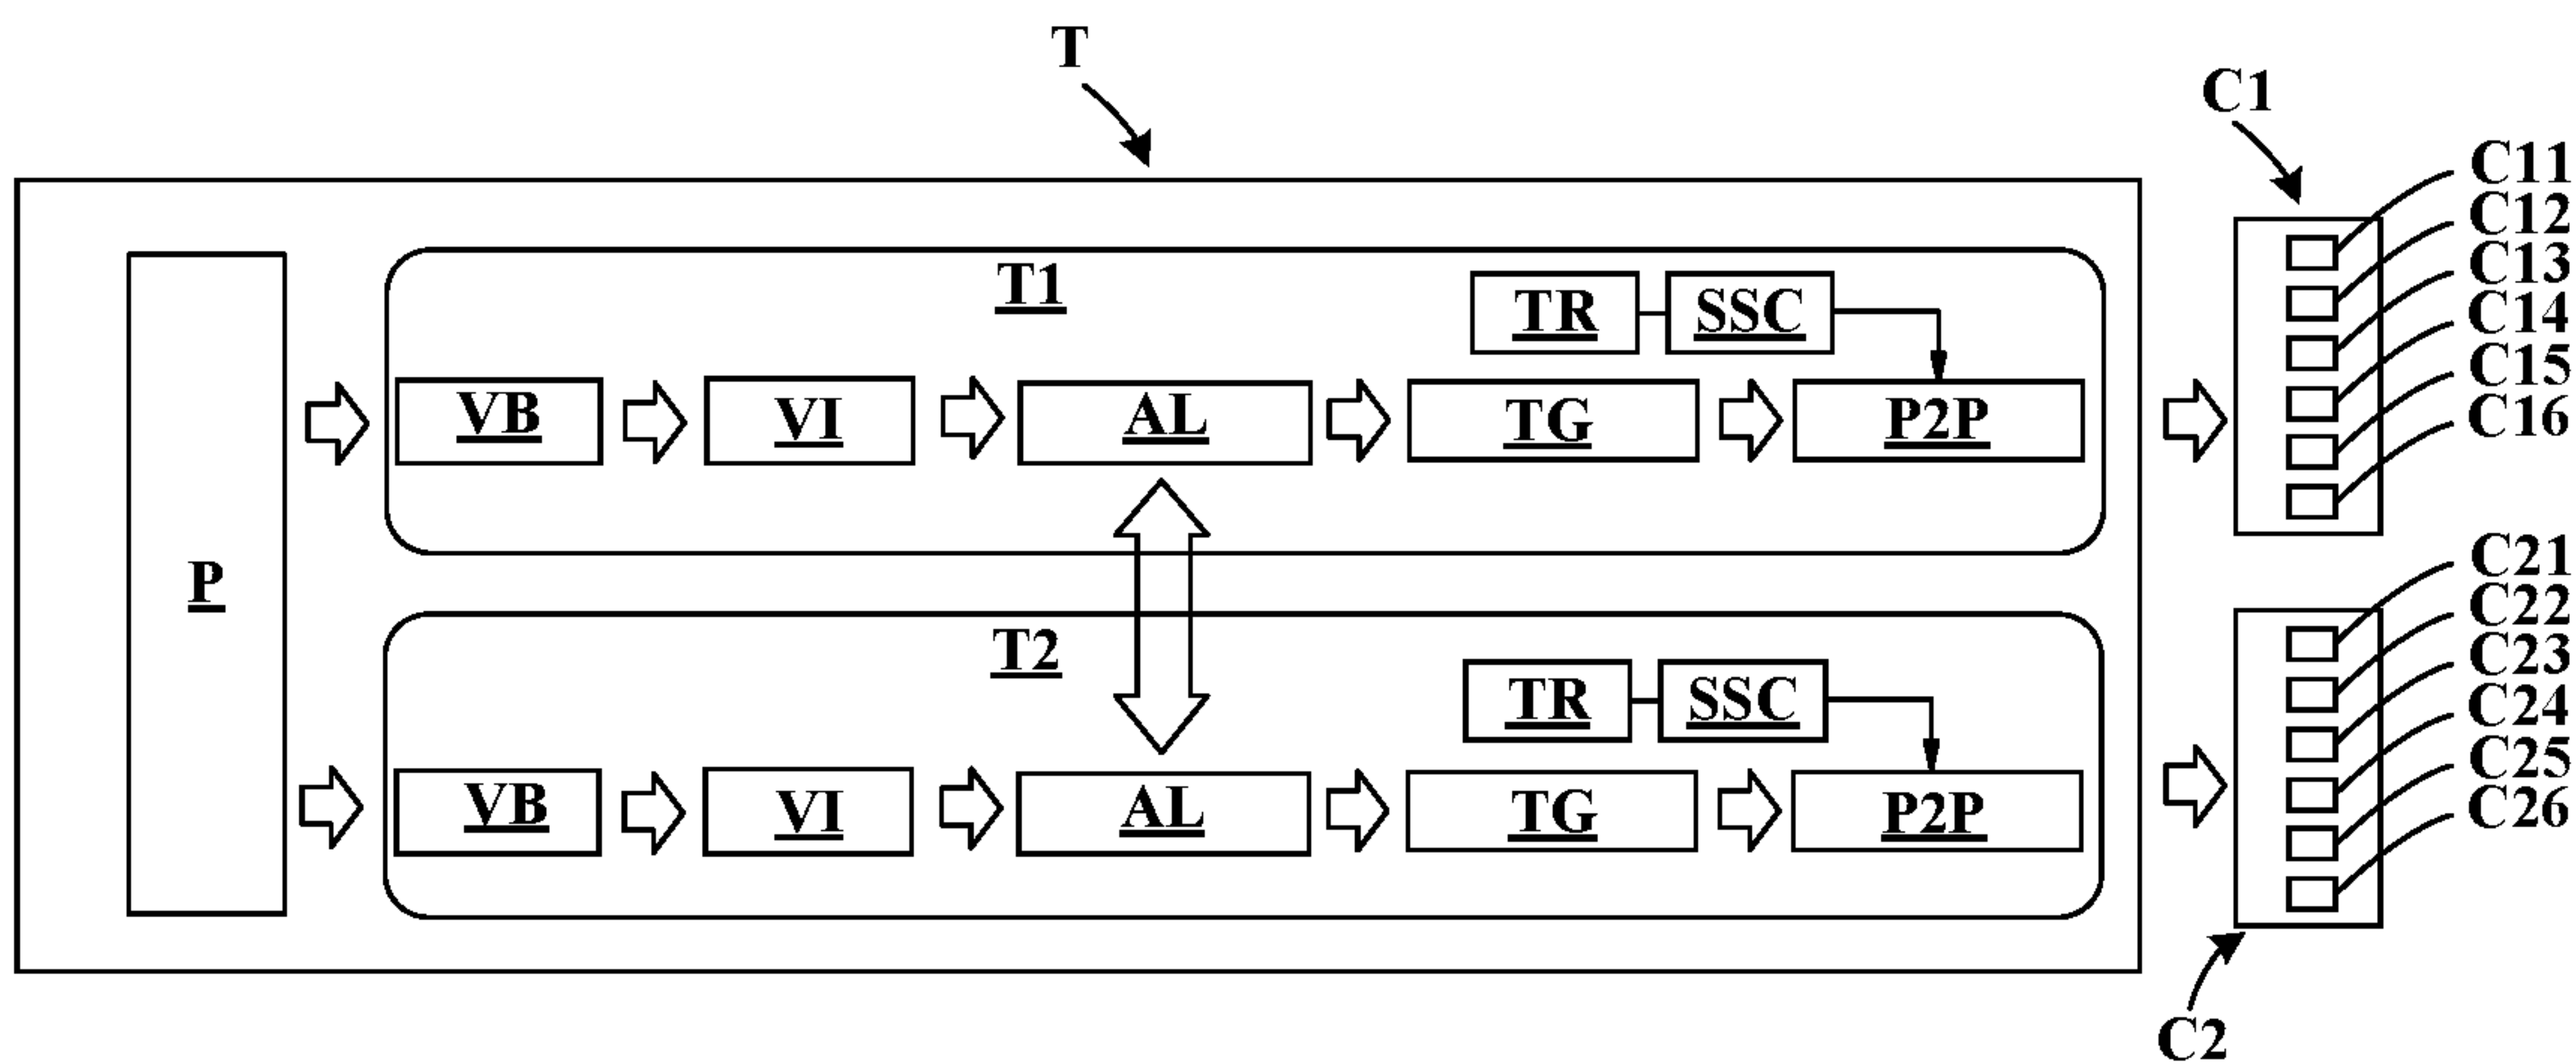 T
C1
C11
C12
C13
C14
C15
C16
T1
TR
SSC
VB
VI
AL
TG
P2P
P
T2
TR
SSC
VB
VI
AL
TG
P2P
C21
C22
C23
C24
C25
C26
C2